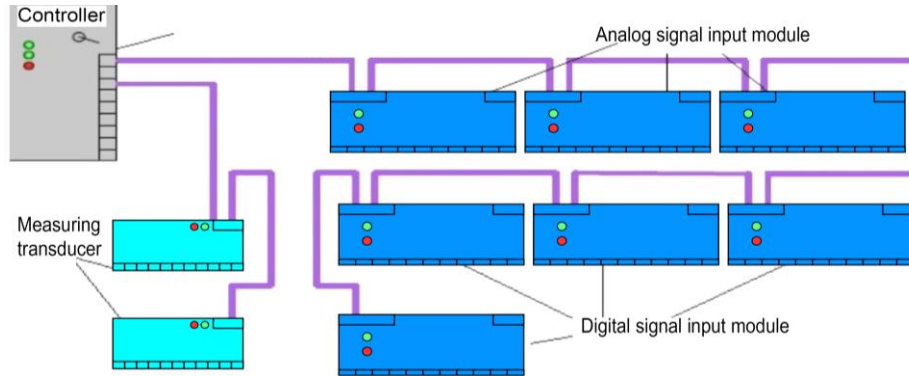 Controller
Analog signal input module
Measuring
transducer
Digital signal input module